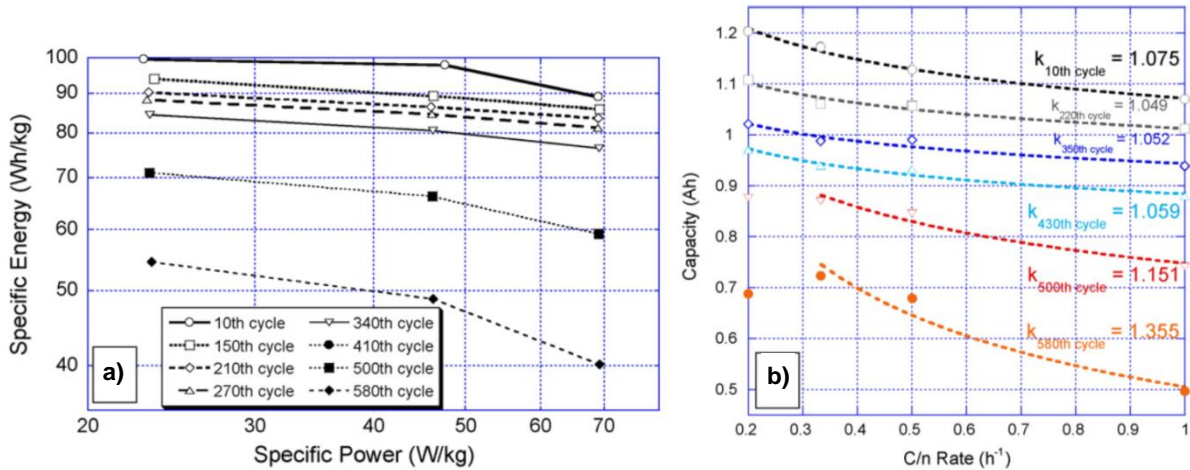 100
90
80
70
60
50
40
Specific Energy (Wh/kg)
20
30
40
50
60
70
Specific Power (W/kg)
10th cycle
150th cycle
210th cycle
270th cycle
340th cycle
410th cycle
500th cycle
580th cycle
a)
1.2
1.1
1
0.9
0.8
0.7
0.6
0.5
Capacity (Ah)
k10th cycle = 1.075
k220th cycle = 1.049
k350th cycle = 1.052
k430th cycle = 1.059
k500th cycle = 1.151
k580th cycle = 1.355
b)
0.2
0.3
0.4
0.5
0.6
0.7
0.8
0.9
1
C/n Rate (h-1)